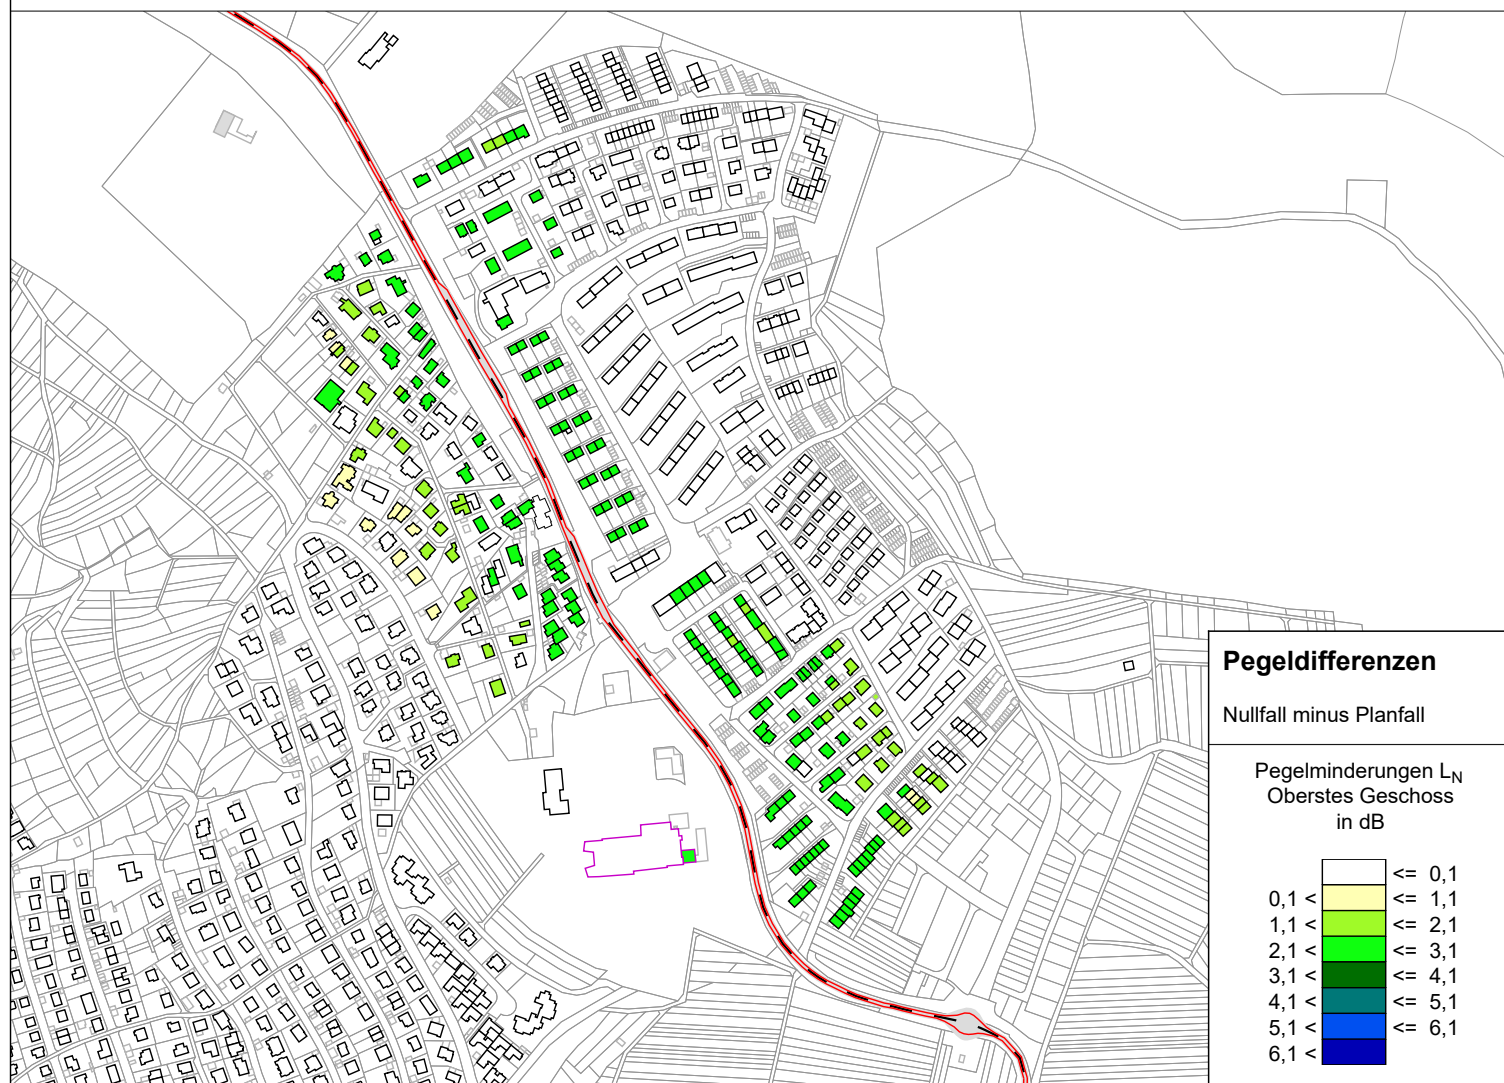 Pegeldifferenzen
Nullfall minus Planfall
Pegelminderungen LN
Oberstes Geschoss
in dB
<= 0,1
0,1 < <= 1,1
1,1 < <= 2,1
2,1 < <= 3,1
3,1 < <= 4,1
4,1 < <= 5,1
5,1 < <= 6,1
6,1 <